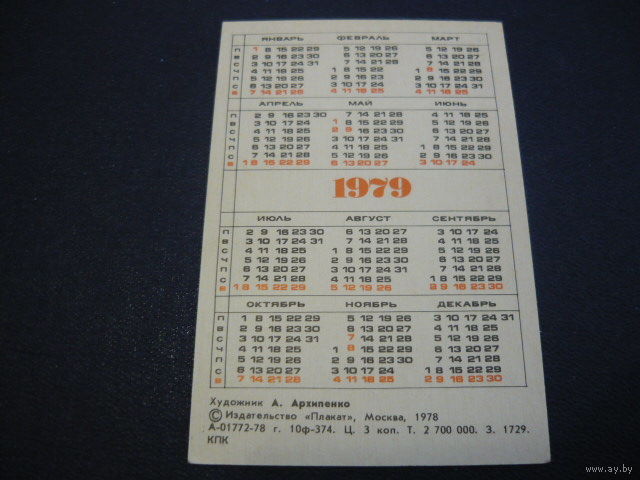 ЯНВАРЬ ФЕВРАЛЬ МАРТ
П 1 8 15 22 29 5 12 19 26 5 12 19 26
В 2 9 16 23 30 6 13 20 27 6 13 20 27
С 3 10 17 24 31 7 14 21 28 7 14 21 28
Ч 4 11 18 25 1 8 15 22 1 8 15 22 29
П 5 12 19 26 2 9 16 23 2 9 16 23 30
С 6 13 20 27 3 10 17 24 3 10 17 24 31
В 7 14 21 28 4 11 18 25 4 11 18 25
АПРЕЛЬ МАЙ ИЮНЬ
П 2 9 16 23 30 7 14 21 28 4 11 18 25
В 3 10 17 24 1 8 15 22 29 5 12 19 26
С 4 11 18 25 2 9 16 23 30 6 13 20 27
Ч 5 12 19 26 3 10 17 24 31 7 14 21 28
П 6 13 20 27 4 11 18 25 1 8 15 22 29
С 7 14 21 28 5 12 19 26 2 9 16 23 30
В 1 8 15 22 29 6 13 20 27 3 10 17 24
1979
ИЮЛЬ АВГУСТ СЕНТЯБРЬ
П 2 9 16 23 30 6 13 20 27 3 10 17 24
В 3 10 17 24 31 7 14 21 28 4 11 18 25
С 4 11 18 25 1 8 15 22 29 5 12 19 26
Ч 5 12 19 26 2 9 16 23 30 6 13 20 27
П 6 13 20 27 3 10 17 24 31 7 14 21 28
С 7 14 21 28 4 11 18 25 1 8 15 22 29
В 1 8 15 22 29 5 12 19 26 2 9 16 23 30
ОКТЯБРЬ НОЯБРЬ ДЕКАБРЬ
П 1 8 15 22 29 5 12 19 26 3 10 17 24 31
В 2 9 16 23 30 6 13 20 27 4 11 18 25
С 3 10 17 24 31 7 14 21 28 5 12 19 26
Ч 4 11 18 25 1 8 15 22 29 6 13 20 27
П 5 12 19 26 2 9 16 23 30 7 14 21 28
С 6 13 20 27 3 10 17 24 1 8 15 22 29
В 7 14 21 28 4 11 18 25 2 9 16 23 30
Художник А. Архипенко
© Издательство «Плакат», Москва, 1978
А-01772-78 г. 10ф-374. Ц. 3 коп. Т. 2 700 000. З. 1729.
КПК
www.ay.by